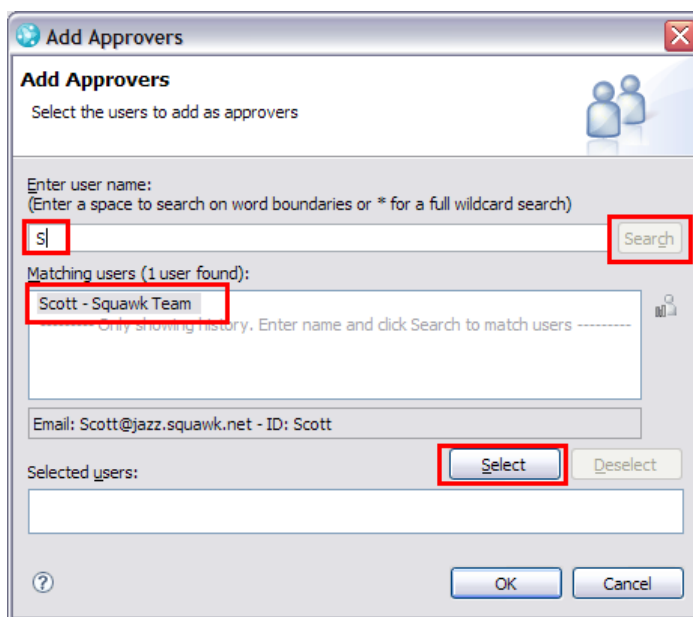 Add Approvers
Add Approvers
Select the users to add as approvers
Enter user name:
(Enter a space to search on word boundaries or * for a full wildcard search)
S
Search
Matching users (1 user found):
Scott - Squawk Team
--------- Only showing history. Enter name and click Search to match users ---------
Email: Scott@jazz.squawk.net - ID: Scott
Select
Deselect
Selected users:
?
OK
Cancel